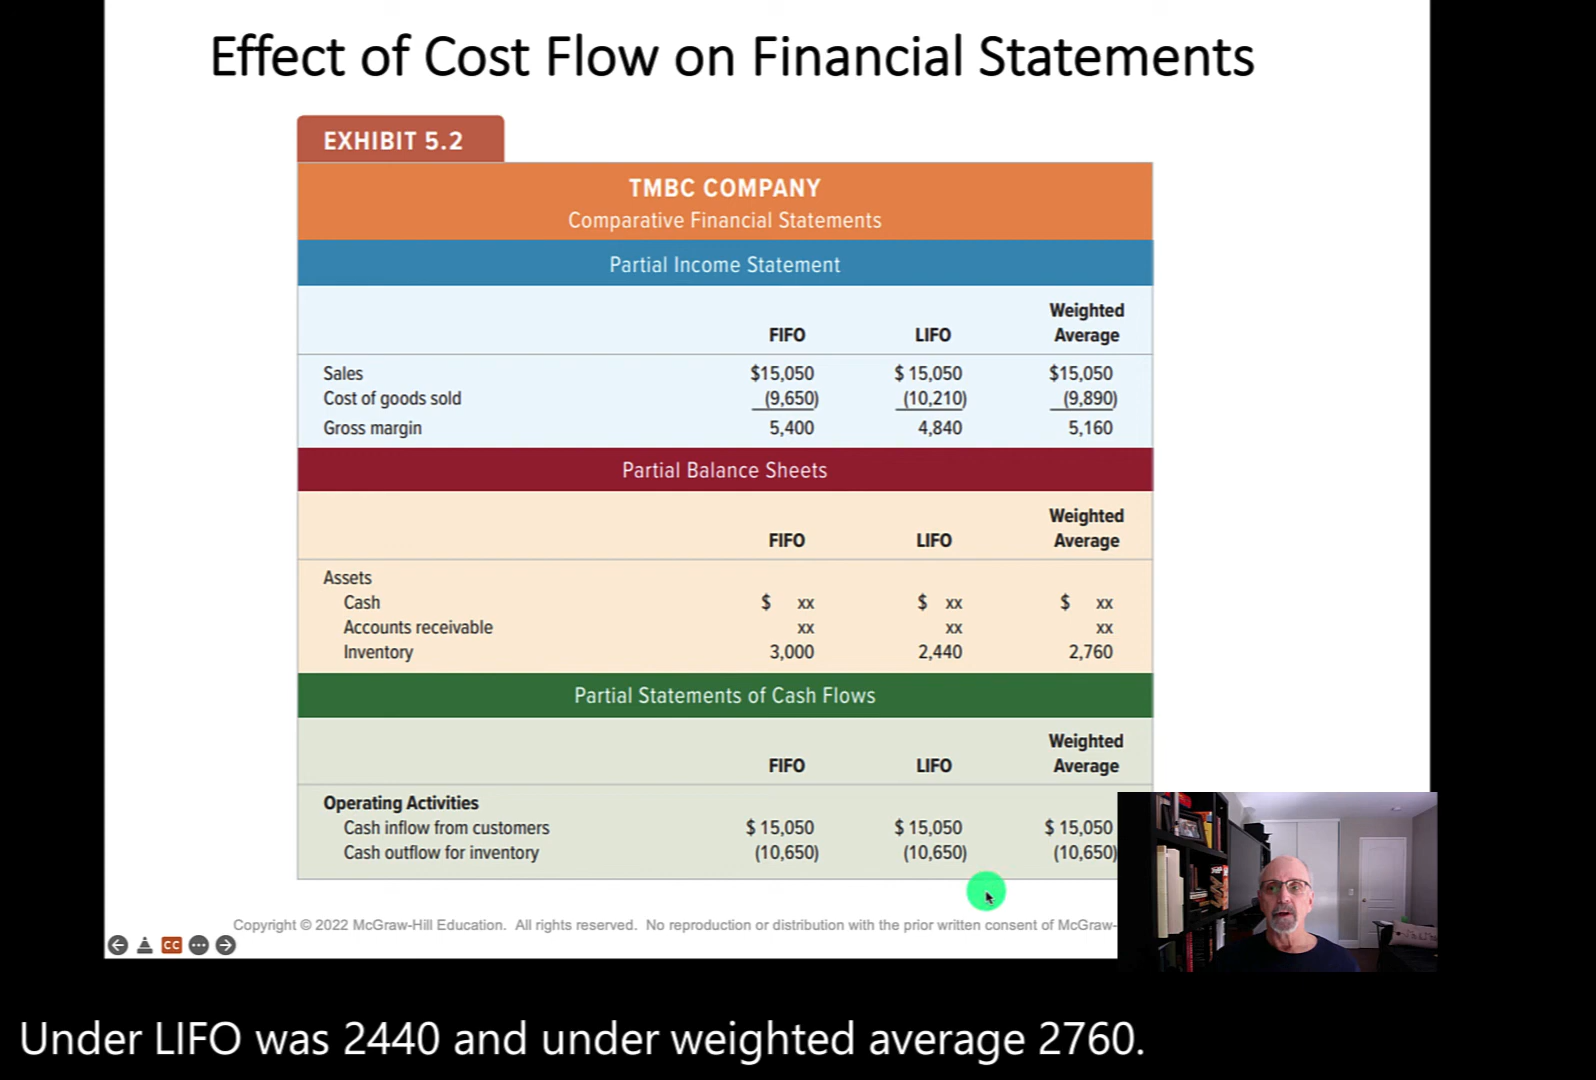 Effect of Cost Flow on Financial Statements
EXHIBIT 5.2
TMBC COMPANY
Comparative Financial Statements
Partial Income Statement
FIFO LIFO Weighted Average
Sales $15,050 $ 15,050 $15,050
Cost of goods sold (9,650) (10,210) (9,890)
Gross margin 5,400 4,840 5,160
Partial Balance Sheets
FIFO LIFO Weighted Average
Assets
Cash $ xx $ xx $ xx
Accounts receivable xx xx xx
Inventory 3,000 2,440 2,760
Partial Statements of Cash Flows
FIFO LIFO Weighted Average
Operating Activities
Cash inflow from customers $ 15,050 $ 15,050 $ 15,050
Cash outflow for inventory (10,650) (10,650) (10,650)
Copyright © 2022 McGraw-Hill Education. All rights reserved. No reproduction or distribution with the prior written consent of McGraw-
CC
Under LIFO was 2440 and under weighted average 2760.